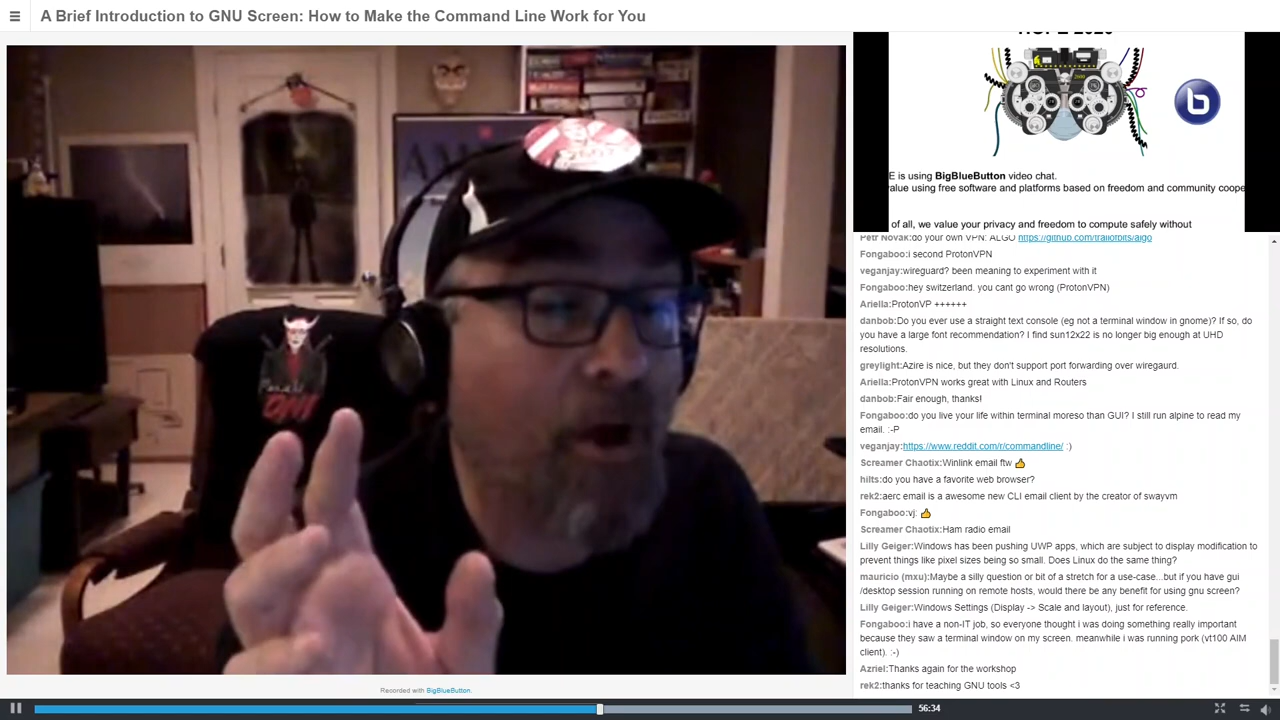 A Brief Introduction to GNU Screen: How to Make the Command Line Work for You
HOPE 2020
b
E is using BigBlueButton video chat.
alue using free software and platforms based on freedom and community coope
of all, we value your privacy and freedom to compute safely without
Petr Novak:do your own VPN: ALGO https://github.com/trailofbits/algo
Fongaboo:i second ProtonVPN
veganjay:wireguard? been meaning to experiment with it
Fongaboo:hey switzerland. you cant go wrong (ProtonVPN)
Ariella:ProtonVP ++++++
danbob:Do you ever use a straight text console (eg not a terminal window in gnome)? If so, do
you have a large font recommendation? I find sun12x22 is no longer big enough at UHD
resolutions.
greylight:Azire is nice, but they don't support port forwarding over wiregaurd.
Ariella:ProtonVPN works great with Linux and Routers
danbob:Fair enough, thanks!
Fongaboo:do you live your life within terminal moreso than GUI? I still run alpine to read my
email. :-P
veganjay:https://www.reddit.com/r/commandline/ :)
Screamer Chaotix:Winlink email ftw 👍
hilts:do you have a favorite web browser?
rek2:aerc email is a awesome new CLI email client by the creator of swayvm
Fongaboo:vj: 👍
Screamer Chaotix:Ham radio email
Lilly Geiger:Windows has been pushing UWP apps, which are subject to display modification to
prevent things like pixel sizes being so small. Does Linux do the same thing?
mauricio (mxu):Maybe a silly question or bit of a stretch for a use-case...but if you have gui
/desktop session running on remote hosts, would there be any benefit for using gnu screen?
Lilly Geiger:Windows Settings (Display -> Scale and layout), just for reference.
Fongaboo:i have a non-IT job, so everyone thought i was doing something really important
because they saw a terminal window on my screen. meanwhile i was running pork (vt100 AIM
client). :-)
Azriel:Thanks again for the workshop
rek2:thanks for teaching GNU tools <3
Recorded with BigBlueButton.
56:34